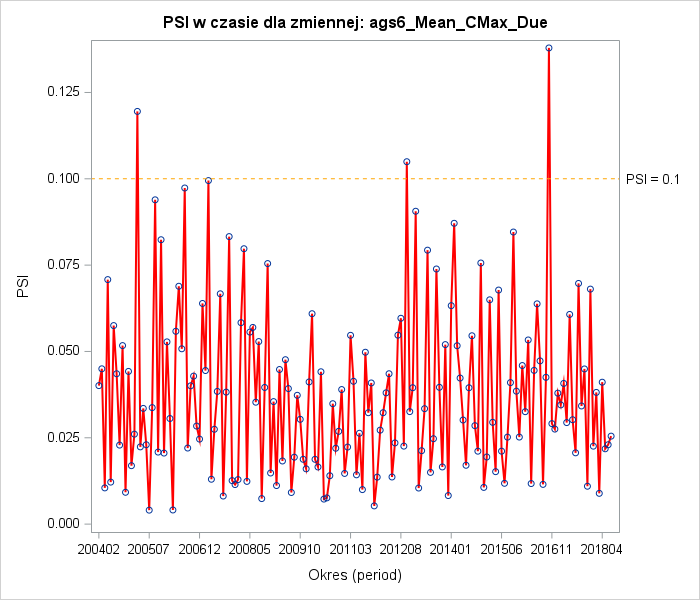 PSI w czasie dla zmiennej: ags6_Mean_CMax_Due
0.125
0.100
PSI = 0.1
0.075
PSI
0.050
0.025
0.000
200402 200507 200612 200805 200910 201103 201208 201401 201506 201611 201804
Okres (period)